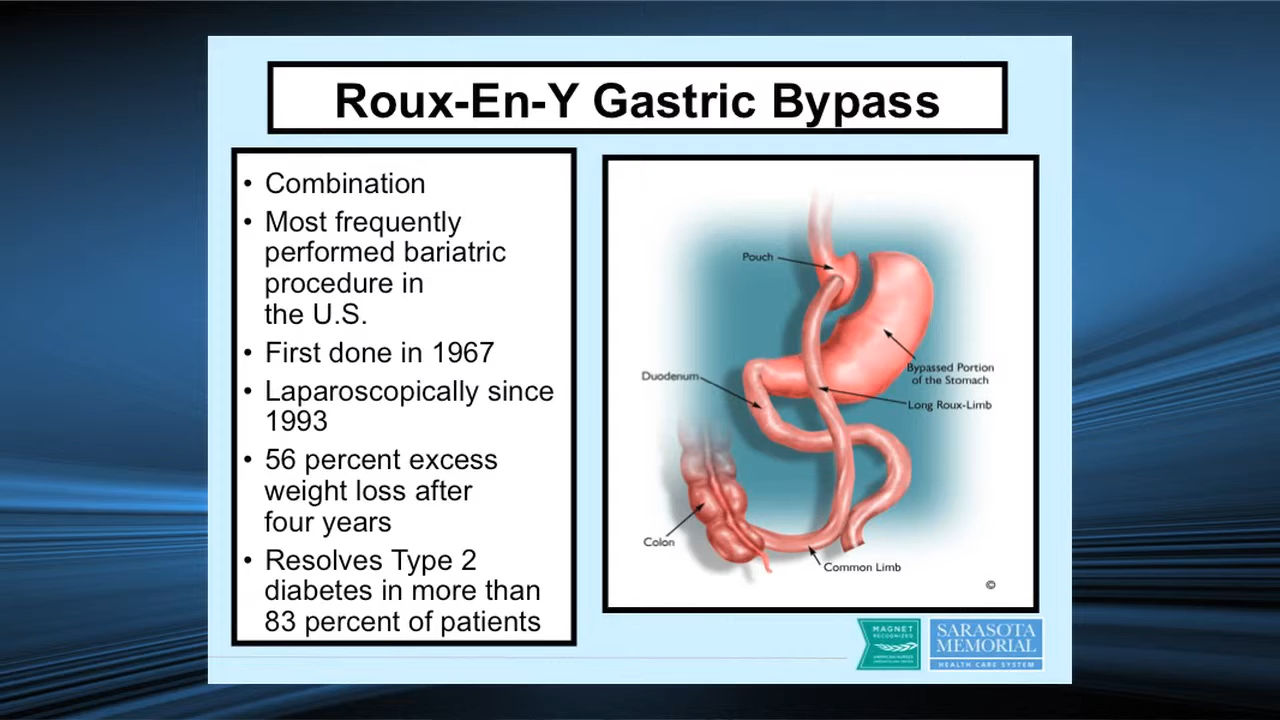 Roux-En-Y Gastric Bypass
• Combination
• Most frequently
performed bariatric
procedure in
the U.S.
• First done in 1967
• Laparoscopically since
1993
• 56 percent excess
weight loss after
four years
• Resolves Type 2
diabetes in more than
83 percent of patients
Pouch
Duodenum
Bypassed Portion
of the Stomach
Long Roux-Limb
Colon
Common Limb
©
MAGNET
RECOGNIZED
SARASOTA
MEMORIAL
HEALTH CARE SYSTEM